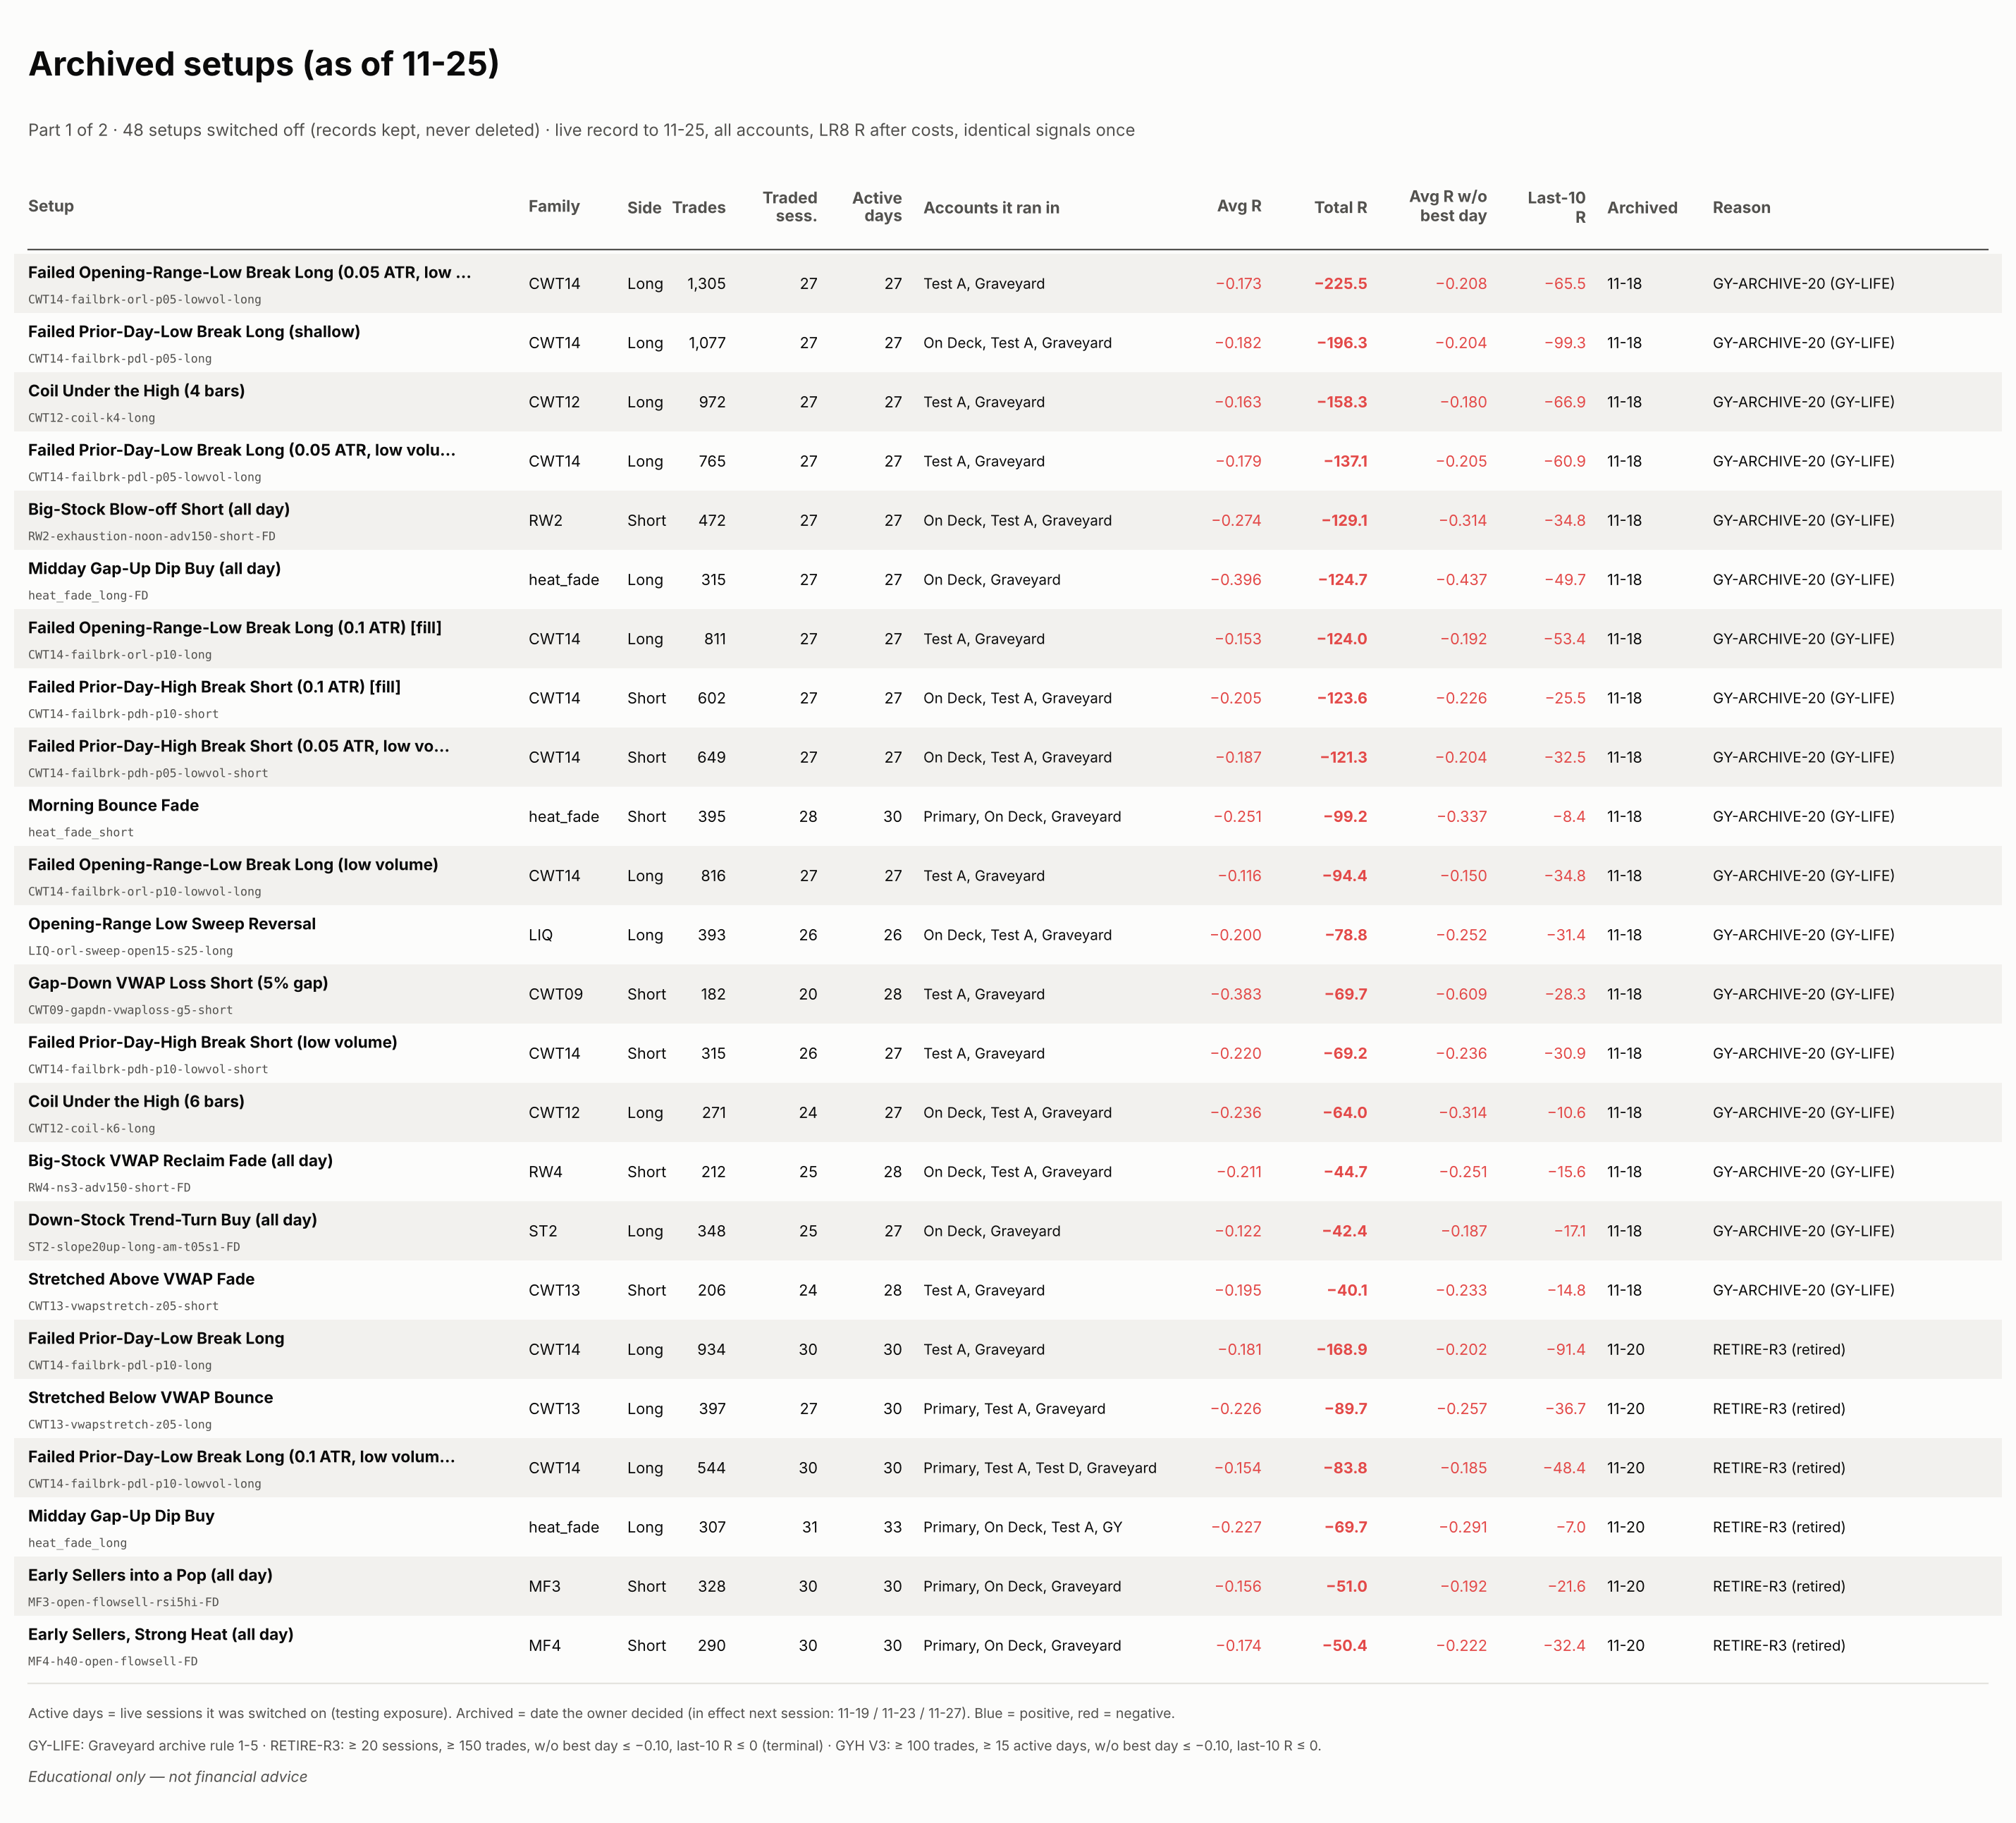 Archived setups (as of 11-25)
Part 1 of 2 · 48 setups switched off (records kept, never deleted) · live record to 11-25, all accounts, LR8 R after costs, identical signals once
Setup Family Side Trades Traded sess. Active days Accounts it ran in Avg R Total R Avg R w/o best day Last-10 R Archived Reason
Failed Opening-Range-Low Break Long (0.05 ATR, low …
CWT14-failbrk-orl-p05-lowvol-long
CWT14 Long 1,305 27 27 Test A, Graveyard −0.173 −225.5 −0.208 −65.5 11-18 GY-ARCHIVE-20 (GY-LIFE)
Failed Prior-Day-Low Break Long (shallow)
CWT14-failbrk-pdl-p05-long
CWT14 Long 1,077 27 27 On Deck, Test A, Graveyard −0.182 −196.3 −0.204 −99.3 11-18 GY-ARCHIVE-20 (GY-LIFE)
Coil Under the High (4 bars)
CWT12-coil-k4-long
CWT12 Long 972 27 27 Test A, Graveyard −0.163 −158.3 −0.180 −66.9 11-18 GY-ARCHIVE-20 (GY-LIFE)
Failed Prior-Day-Low Break Long (0.05 ATR, low volu…
CWT14-failbrk-pdl-p05-lowvol-long
CWT14 Long 765 27 27 Test A, Graveyard −0.179 −137.1 −0.205 −60.9 11-18 GY-ARCHIVE-20 (GY-LIFE)
Big-Stock Blow-off Short (all day)
RW2-exhaustion-noon-adv150-short-FD
RW2 Short 472 27 27 On Deck, Test A, Graveyard −0.274 −129.1 −0.314 −34.8 11-18 GY-ARCHIVE-20 (GY-LIFE)
Midday Gap-Up Dip Buy (all day)
heat_fade_long-FD
heat_fade Long 315 27 27 On Deck, Graveyard −0.396 −124.7 −0.437 −49.7 11-18 GY-ARCHIVE-20 (GY-LIFE)
Failed Opening-Range-Low Break Long (0.1 ATR) [fill]
CWT14-failbrk-orl-p10-long
CWT14 Long 811 27 27 Test A, Graveyard −0.153 −124.0 −0.192 −53.4 11-18 GY-ARCHIVE-20 (GY-LIFE)
Failed Prior-Day-High Break Short (0.1 ATR) [fill]
CWT14-failbrk-pdh-p10-short
CWT14 Short 602 27 27 On Deck, Test A, Graveyard −0.205 −123.6 −0.226 −25.5 11-18 GY-ARCHIVE-20 (GY-LIFE)
Failed Prior-Day-High Break Short (0.05 ATR, low vo…
CWT14-failbrk-pdh-p05-lowvol-short
CWT14 Short 649 27 27 On Deck, Test A, Graveyard −0.187 −121.3 −0.204 −32.5 11-18 GY-ARCHIVE-20 (GY-LIFE)
Morning Bounce Fade
heat_fade_short
heat_fade Short 395 28 30 Primary, On Deck, Graveyard −0.251 −99.2 −0.337 −8.4 11-18 GY-ARCHIVE-20 (GY-LIFE)
Failed Opening-Range-Low Break Long (low volume)
CWT14-failbrk-orl-p10-lowvol-long
CWT14 Long 816 27 27 Test A, Graveyard −0.116 −94.4 −0.150 −34.8 11-18 GY-ARCHIVE-20 (GY-LIFE)
Opening-Range Low Sweep Reversal
LIQ-orl-sweep-open15-s25-long
LIQ Long 393 26 26 On Deck, Test A, Graveyard −0.200 −78.8 −0.252 −31.4 11-18 GY-ARCHIVE-20 (GY-LIFE)
Gap-Down VWAP Loss Short (5% gap)
CWT09-gapdn-vwaploss-g5-short
CWT09 Short 182 20 28 Test A, Graveyard −0.383 −69.7 −0.609 −28.3 11-18 GY-ARCHIVE-20 (GY-LIFE)
Failed Prior-Day-High Break Short (low volume)
CWT14-failbrk-pdh-p10-lowvol-short
CWT14 Short 315 26 27 Test A, Graveyard −0.220 −69.2 −0.236 −30.9 11-18 GY-ARCHIVE-20 (GY-LIFE)
Coil Under the High (6 bars)
CWT12-coil-k6-long
CWT12 Long 271 24 27 On Deck, Test A, Graveyard −0.236 −64.0 −0.314 −10.6 11-18 GY-ARCHIVE-20 (GY-LIFE)
Big-Stock VWAP Reclaim Fade (all day)
RW4-ns3-adv150-short-FD
RW4 Short 212 25 28 On Deck, Test A, Graveyard −0.211 −44.7 −0.251 −15.6 11-18 GY-ARCHIVE-20 (GY-LIFE)
Down-Stock Trend-Turn Buy (all day)
ST2-slope20up-long-am-t05s1-FD
ST2 Long 348 25 27 On Deck, Graveyard −0.122 −42.4 −0.187 −17.1 11-18 GY-ARCHIVE-20 (GY-LIFE)
Stretched Above VWAP Fade
CWT13-vwapstretch-z05-short
CWT13 Short 206 24 28 Test A, Graveyard −0.195 −40.1 −0.233 −14.8 11-18 GY-ARCHIVE-20 (GY-LIFE)
Failed Prior-Day-Low Break Long
CWT14-failbrk-pdl-p10-long
CWT14 Long 934 30 30 Test A, Graveyard −0.181 −168.9 −0.202 −91.4 11-20 RETIRE-R3 (retired)
Stretched Below VWAP Bounce
CWT13-vwapstretch-z05-long
CWT13 Long 397 27 30 Primary, Test A, Graveyard −0.226 −89.7 −0.257 −36.7 11-20 RETIRE-R3 (retired)
Failed Prior-Day-Low Break Long (0.1 ATR, low volum…
CWT14-failbrk-pdl-p10-lowvol-long
CWT14 Long 544 30 30 Primary, Test A, Test D, Graveyard −0.154 −83.8 −0.185 −48.4 11-20 RETIRE-R3 (retired)
Midday Gap-Up Dip Buy
heat_fade_long
heat_fade Long 307 31 33 Primary, On Deck, Test A, GY −0.227 −69.7 −0.291 −7.0 11-20 RETIRE-R3 (retired)
Early Sellers into a Pop (all day)
MF3-open-flowsell-rsi5hi-FD
MF3 Short 328 30 30 Primary, On Deck, Graveyard −0.156 −51.0 −0.192 −21.6 11-20 RETIRE-R3 (retired)
Early Sellers, Strong Heat (all day)
MF4-h40-open-flowsell-FD
MF4 Short 290 30 30 Primary, On Deck, Graveyard −0.174 −50.4 −0.222 −32.4 11-20 RETIRE-R3 (retired)
Active days = live sessions it was switched on (testing exposure). Archived = date the owner decided (in effect next session: 11-19 / 11-23 / 11-27). Blue = positive, red = negative.
GY-LIFE: Graveyard archive rule 1-5 · RETIRE-R3: ≥ 20 sessions, ≥ 150 trades, w/o best day ≤ −0.10, last-10 R ≤ 0 (terminal) · GYH V3: ≥ 100 trades, ≥ 15 active days, w/o best day ≤ −0.10, last-10 R ≤ 0.
Educational only — not financial advice